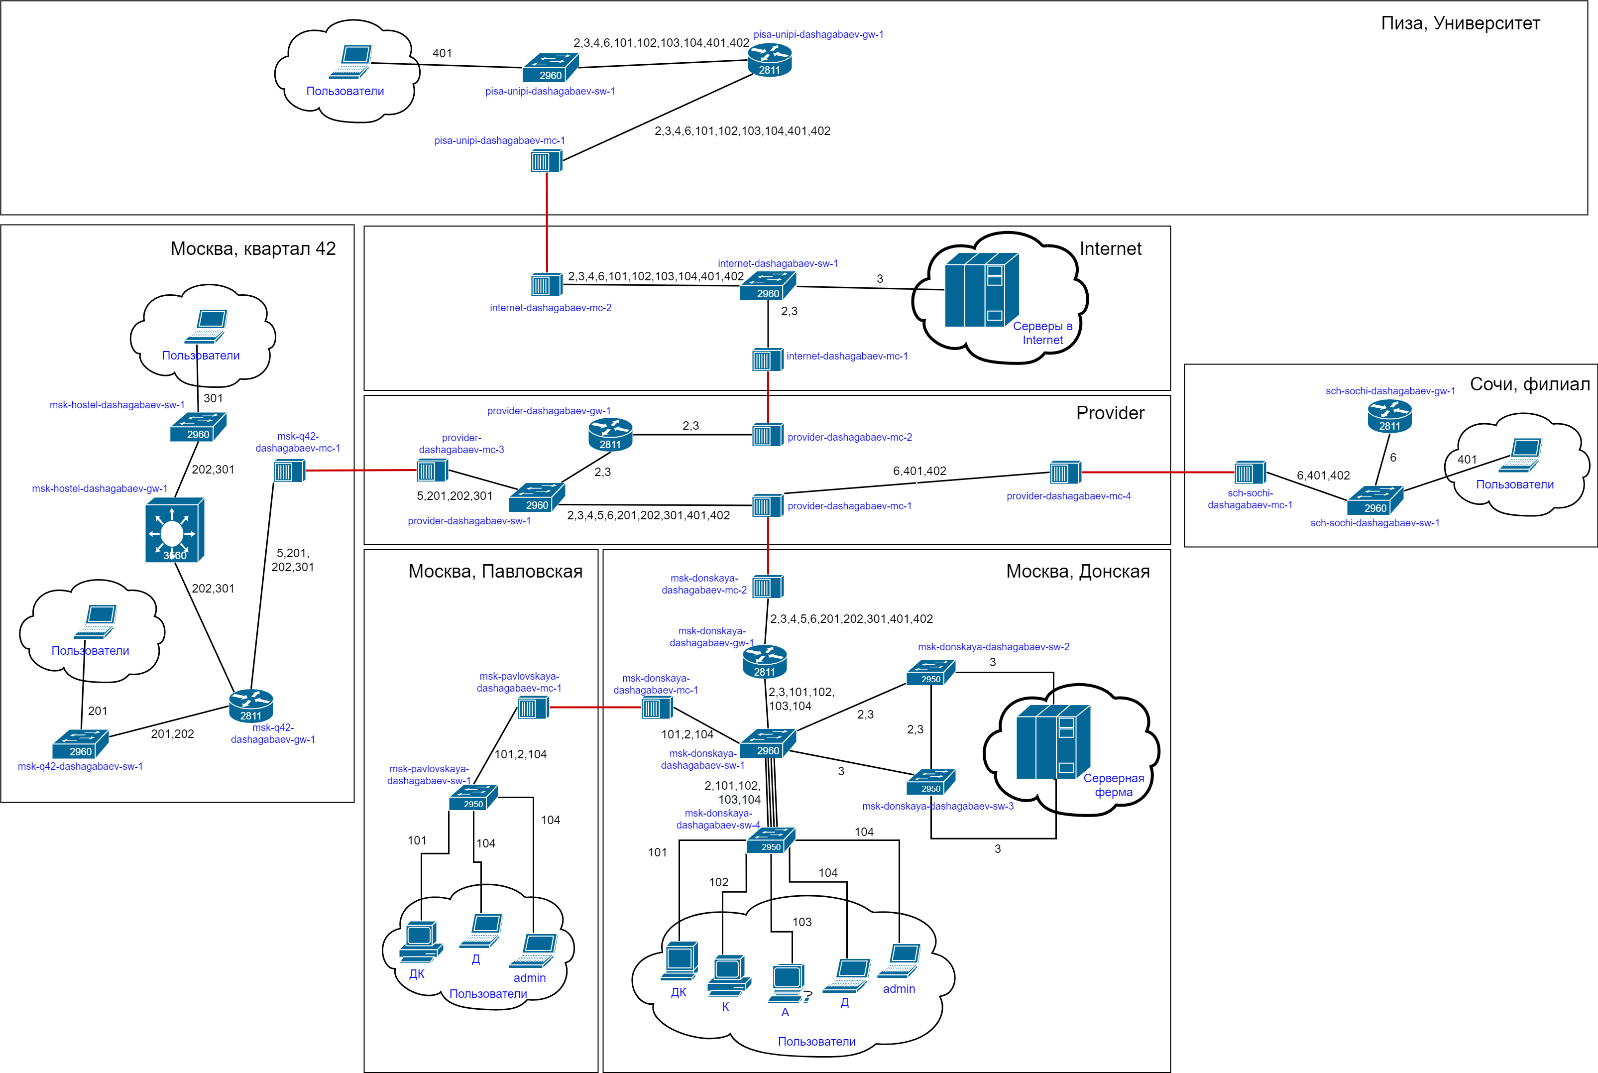 Пиза, Университет
pisa-unipi-dashagabaev-gw-1
2,3,4,6,101,102,103,104,401,402
401
2811
2960
Пользователи
pisa-unipi-dashagabaev-sw-1
2,3,4,6,101,102,103,104,401,402
pisa-unipi-dashagabaev-mc-1
Москва, квартал 42
Пользователи
301
msk-hostel-dashagabaev-sw-1
2960
msk-q42-
dashagabaev-mc-1
202,301
msk-hostel-dashagabaev-gw-1
3560
5,201,
202,301
202,301
Пользователи
201
2811
201,202
msk-q42-
dashagabaev-gw-1
2960
msk-q42-dashagabaev-sw-1
Internet
internet-dashagabaev-sw-1
2,3,4,6,101,102,103,104,401,402
3
2960
internet-dashagabaev-mc-2
2,3
Серверы в
Internet
internet-dashagabaev-mc-1
Provider
provider-dashagabaev-gw-1
2811
2,3
provider-dashagabaev-mc-2
provider-
dashagabaev-mc-3
2,3
6,401,402
5,201,202,301
2960
provider-dashagabaev-mc-4
provider-dashagabaev-mc-1
provider-dashagabaev-sw-1
2,3,4,5,6,201,202,301,401,402
Сочи, филиал
sch-sochi-dashagabaev-gw-1
2811
6
401
6,401,402
Пользователи
sch-sochi-
dashagabaev-mc-1
2960
sch-sochi-dashagabaev-sw-1
Москва, Павловская
msk-pavlovskaya-
dashagabaev-mc-1
101,2,104
msk-pavlovskaya-
dashagabaev-sw-1
2950
104
101
104
ДК
Д
admin
Пользователи
Москва, Донская
msk-donskaya-
dashagabaev-mc-2
2,3,4,5,6,201,202,301,401,402
msk-donskaya-
dashagabaev-gw-1
2811
msk-donskaya-dashagabaev-sw-2
3
2950
msk-donskaya-
dashagabaev-mc-1
2,3,101,102,
103,104
2,3
2,3
101,2,104
2960
msk-donskaya-
dashagabaev-sw-1
3
2950
Серверная
ферма
msk-donskaya-dashagabaev-sw-3
2,101,102,
103,104
msk-donskaya-
dashagabaev-sw-4
2950
104
3
101
102
104
103
ДК
К
А
Д
admin
Пользователи